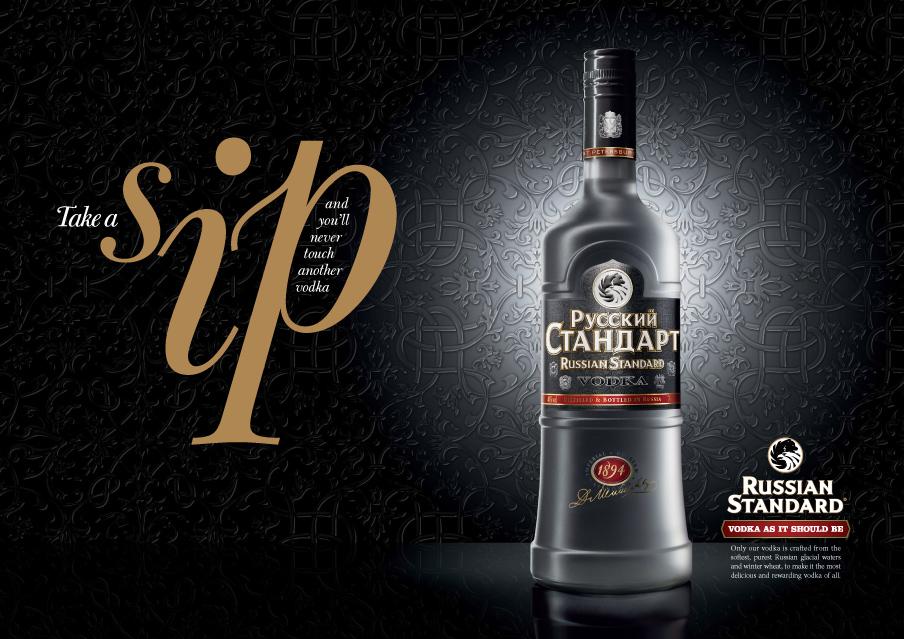 Take a sip
and
you'll
never
touch
another
vodka
ST. PETERSBURG
Русский
СТАНДАРТ
RUSSIAN STANDARD
VODKA
DISTILLED & BOTTLED IN RUSSIA
1894
RUSSIAN
STANDARD
VODKA AS IT SHOULD BE
Only our vodka is crafted from the
softest, purest Russian glacial waters
and winter wheat, to make it the most
delicious and rewarding vodka of all.